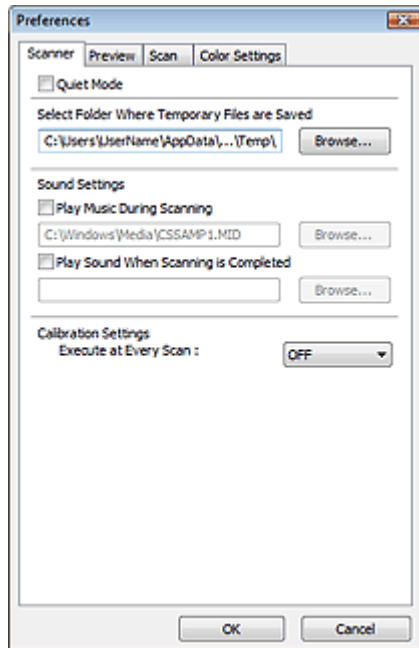 Preferences
Scanner Preview Scan Color Settings
Quiet Mode
Select Folder Where Temporary Files are Saved
C:\Users\UserName\AppData\...\Temp\ Browse...
Sound Settings
Play Music During Scanning
C:\Windows\Media\CSSAMP1.MID Browse...
Play Sound When Scanning is Completed
Browse...
Calibration Settings
Execute at Every Scan : OFF
OK Cancel